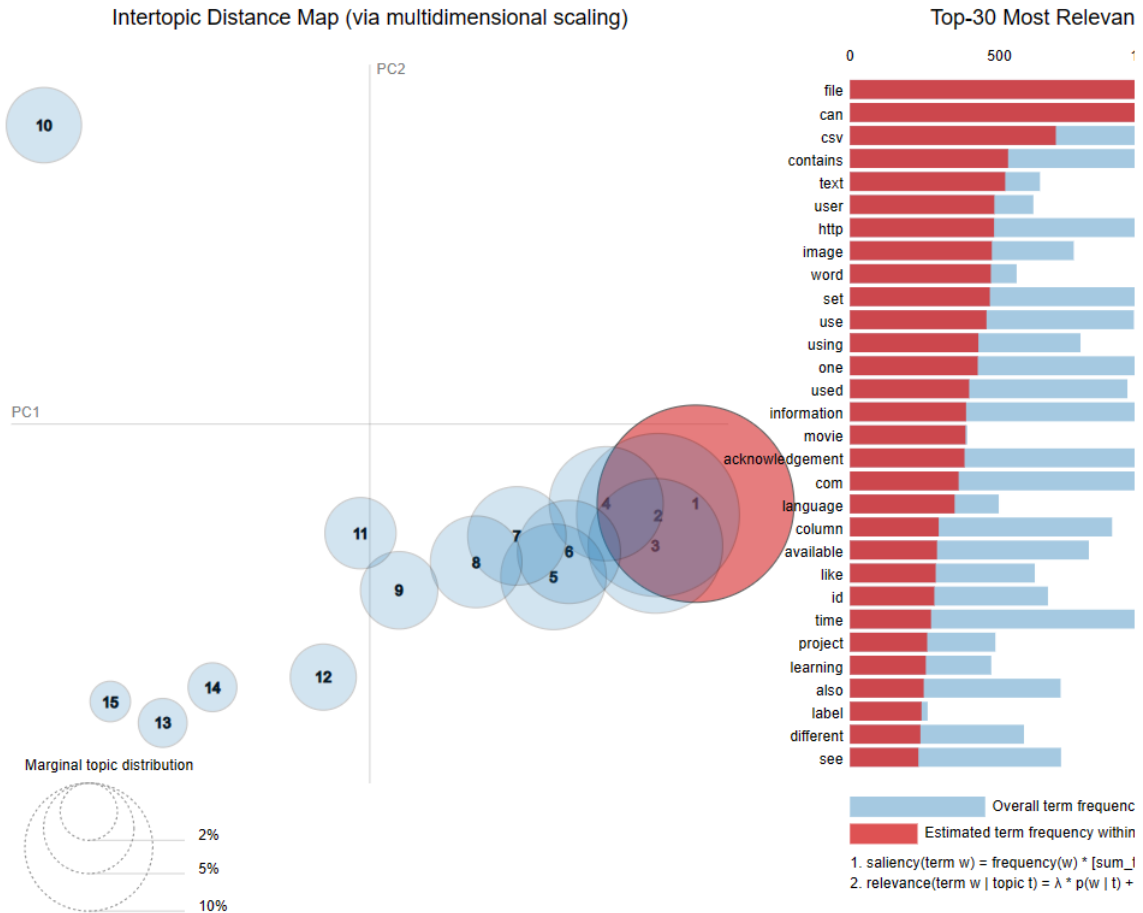 Intertopic Distance Map (via multidimensional scaling)
PC2
PC1
10
1
2
3
4
5
6
7
8
9
11
12
14
15
13
Marginal topic distribution
2%
5%
10%
Top-30 Most Relevan
0 500 1
file
can
csv
contains
text
user
http
image
word
set
use
using
one
used
information
movie
acknowledgement
com
language
column
available
like
id
time
project
learning
also
label
different
see
Overall term frequenc
Estimated term frequency within
1. saliency(term w) = frequency(w) * [sum_t
2. relevance(term w | topic t) = λ * p(w | t) +